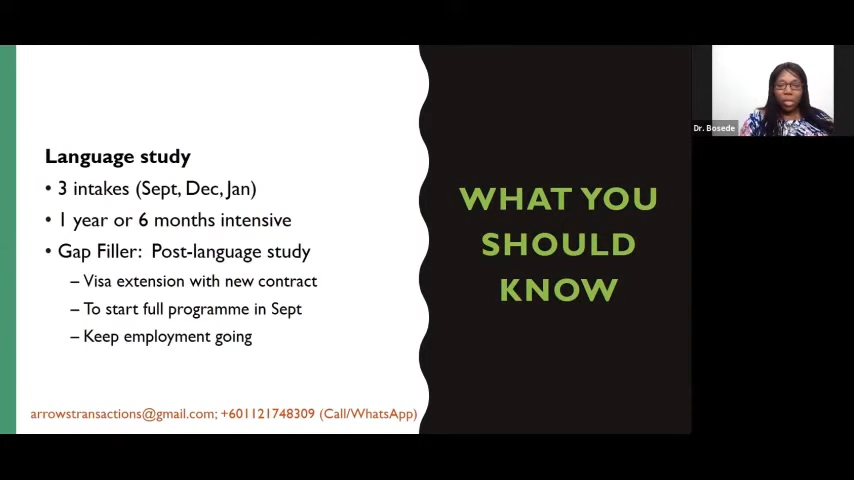 Language study
• 3 intakes (Sept, Dec, Jan)
• 1 year or 6 months intensive
• Gap Filler: Post-language study
– Visa extension with new contract
– To start full programme in Sept
– Keep employment going
arrowstransactions@gmail.com; +601121748309 (Call/WhatsApp)
WHAT YOU
SHOULD
KNOW
Dr. Bosede